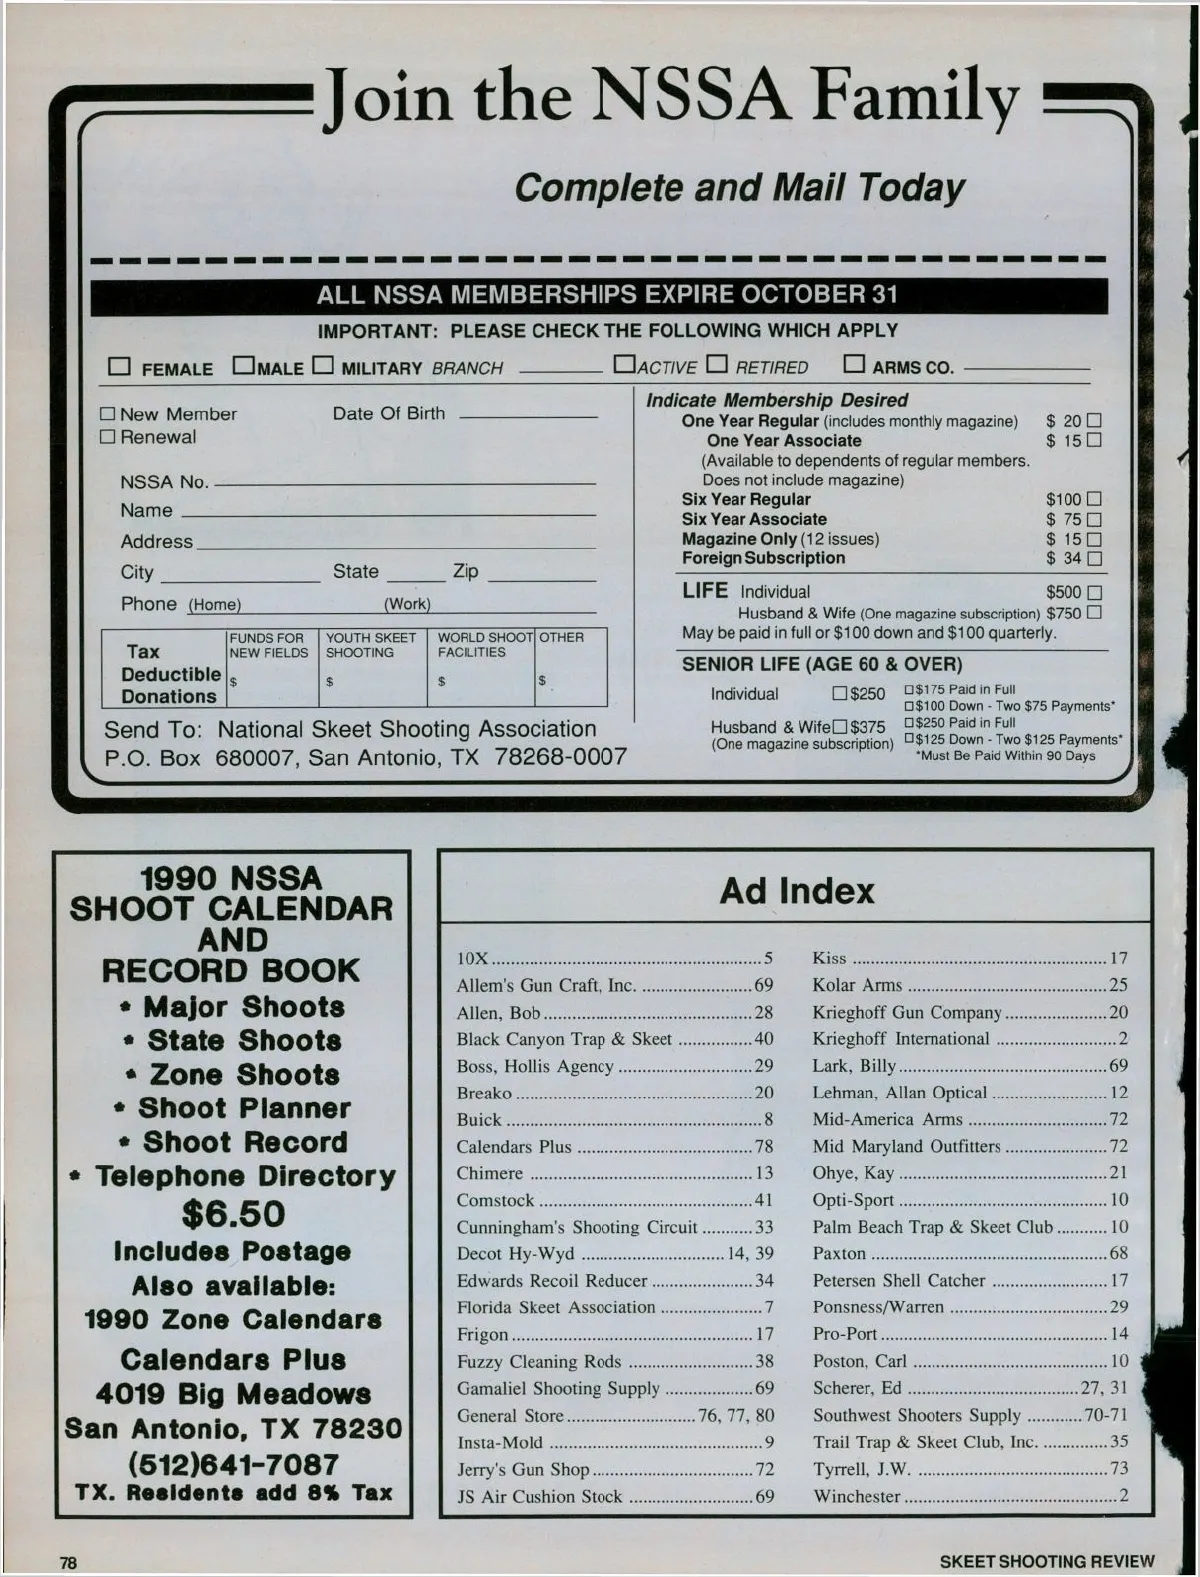 Join the NSSA Family
Complete and Mail Today
ALL NSSA MEMBERSHIPS EXPIRE OCTOBER 31
IMPORTANT: PLEASE CHECK THE FOLLOWING WHICH APPLY
FEMALE MALE MILITARY BRANCH ACTIVE RETIRED ARMS CO.
New Member Date Of Birth
Renewal
NSSA No.
Name
Address
City State Zip
Phone (Home) (Work)
Tax Deductible Donations
FUNDS FOR NEW FIELDS $
YOUTH SKEET SHOOTING $
WORLD SHOOT FACILITIES $
OTHER $
Send To: National Skeet Shooting Association
P.O. Box 680007, San Antonio, TX 78268-0007
Indicate Membership Desired
One Year Regular (includes monthly magazine) $ 20
One Year Associate $ 15
(Available to dependents of regular members.
Does not include magazine)
Six Year Regular $100
Six Year Associate $ 75
Magazine Only (12 issues) $ 15
Foreign Subscription $ 34
LIFE Individual $500
Husband & Wife (One magazine subscription) $750
May be paid in full or $100 down and $100 quarterly.
SENIOR LIFE (AGE 60 & OVER)
Individual $250 $175 Paid in Full
$100 Down - Two $75 Payments*
Husband & Wife $375 $250 Paid in Full
(One magazine subscription) $125 Down - Two $125 Payments*
*Must Be Paid Within 90 Days
1990 NSSA
SHOOT CALENDAR
AND
RECORD BOOK
* Major Shoots
* State Shoots
* Zone Shoots
* Shoot Planner
* Shoot Record
* Telephone Directory
$6.50
Includes Postage
Also available:
1990 Zone Calendars
Calendars Plus
4019 Big Meadows
San Antonio, TX 78230
(512)641-7087
TX. Residents add 8% Tax
Ad Index
10X 5
Allem's Gun Craft, Inc. 69
Allen, Bob 28
Black Canyon Trap & Skeet 40
Boss, Hollis Agency 29
Breako 20
Buick 8
Calendars Plus 78
Chimere 13
Comstock 41
Cunningham's Shooting Circuit 33
Decot Hy-Wyd 14, 39
Edwards Recoil Reducer 34
Florida Skeet Association 7
Frigon 17
Fuzzy Cleaning Rods 38
Gamaliel Shooting Supply 69
General Store 76, 77, 80
Insta-Mold 9
Jerry's Gun Shop 72
JS Air Cushion Stock 69
Kiss 17
Kolar Arms 25
Krieghoff Gun Company 20
Krieghoff International 2
Lark, Billy 69
Lehman, Allan Optical 12
Mid-America Arms 72
Mid Maryland Outfitters 72
Ohye, Kay 21
Opti-Sport 10
Palm Beach Trap & Skeet Club 10
Paxton 68
Petersen Shell Catcher 17
Ponsness/Warren 29
Pro-Port 14
Poston, Carl 10
Scherer, Ed 27, 31
Southwest Shooters Supply 70-71
Trail Trap & Skeet Club, Inc. 35
Tyrrell, J.W. 73
Winchester 2
78
SKEET SHOOTING REVIEW